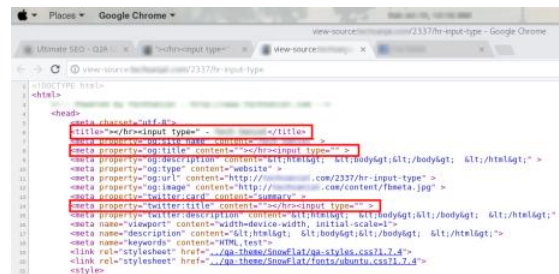 Places Google Chrome
view-source: /2337/hr-input-type - Google Chrome
Ultimate SEO - Q2A × "></hr><input type=" × view-source: × ×
view-source: /2337/hr-input-type
<!DOCTYPE html>
<html>
<head>
<meta charset="utf-8">
<title>"></hr><input type=" - </title>
<meta property="og:site_name" content=" ">
<meta property="og:title" content=""></hr><input type="" >
<meta property="og:description" content="&lt;html&gt; &lt;body&gt;&lt;/body&gt; &lt;/html&gt;" >
<meta property="og:type" content="website" >
<meta property="og:url" content="http:// .com/2337/hr-input-type" >
<meta property="og:image" content="http:// .com/content/fbmeta.jpg" >
<meta property="twitter:card" content="summary" >
<meta property="twitter:title" content=""></hr><input type="" >
<meta property="twitter:description" content="&lt;html&gt; &lt;body&gt;&lt;/body&gt; &lt;/html&gt;"
<meta name="viewport" content="width=device-width, initial-scale=1">
<meta name="description" content="&lt;html&gt; &lt;body&gt;&lt;/body&gt; &lt;/html&gt;">
<meta name="keywords" content="HTML,test">
<link rel="stylesheet" href="../qa-theme/SnowFlat/qa-styles.css?1.7.4">
<link rel="stylesheet" href="../qa-theme/SnowFlat/fonts/ubuntu.css?1.7.4">
<style>